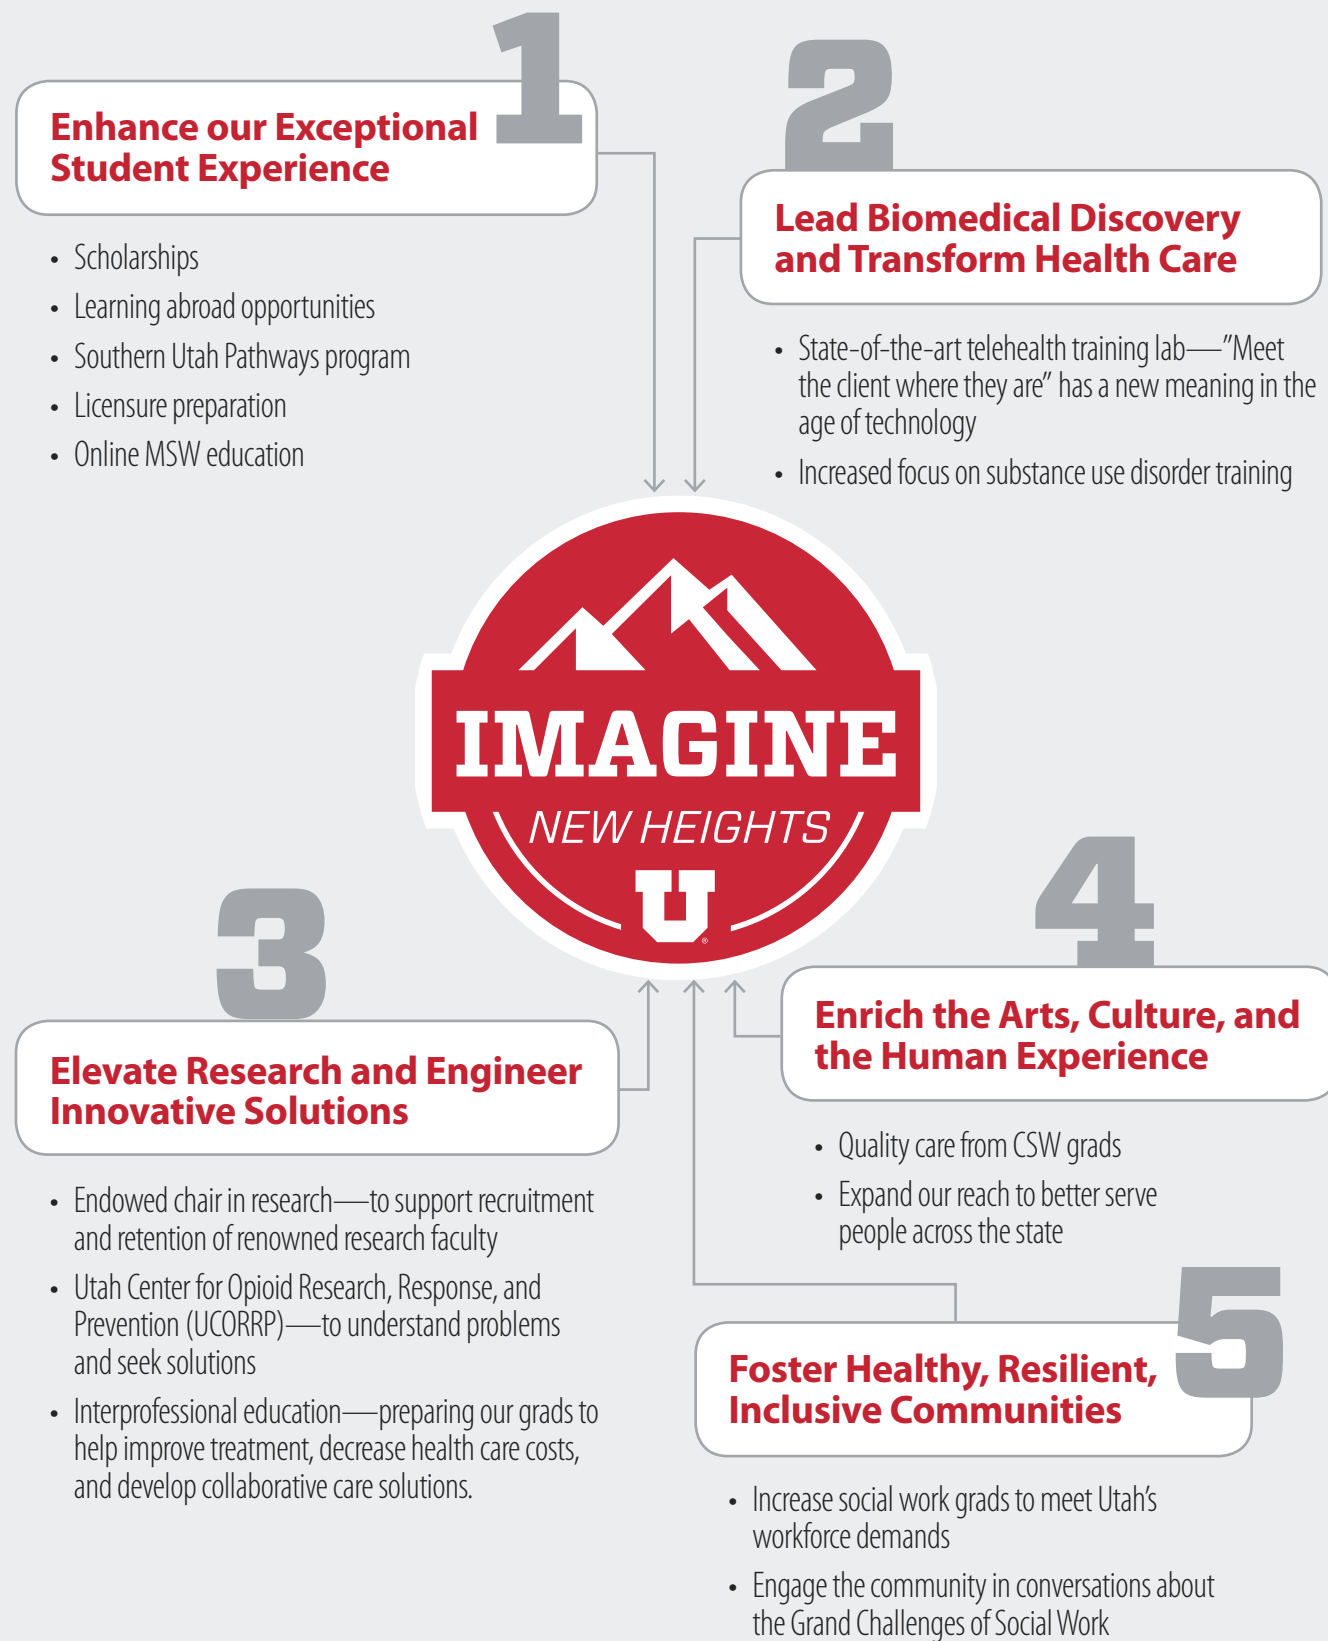 1
Enhance our Exceptional
Student Experience
• Scholarships
• Learning abroad opportunities
• Southern Utah Pathways program
• Licensure preparation
• Online MSW education
2
Lead Biomedical Discovery
and Transform Health Care
• State-of-the-art telehealth training lab—”Meet
the client where they are” has a new meaning in the
age of technology
• Increased focus on substance use disorder training
IMAGINE
NEW HEIGHTS
U
®
3
Elevate Research and Engineer
Innovative Solutions
• Endowed chair in research—to support recruitment
and retention of renowned research faculty
• Utah Center for Opioid Research, Response, and
Prevention (UCORRP)—to understand problems
and seek solutions
• Interprofessional education—preparing our grads to
help improve treatment, decrease health care costs,
and develop collaborative care solutions.
4
Enrich the Arts, Culture, and
the Human Experience
• Quality care from CSW grads
• Expand our reach to better serve
people across the state
5
Foster Healthy, Resilient,
Inclusive Communities
• Increase social work grads to meet Utah’s
workforce demands
• Engage the community in conversations about
the Grand Challenges of Social Work